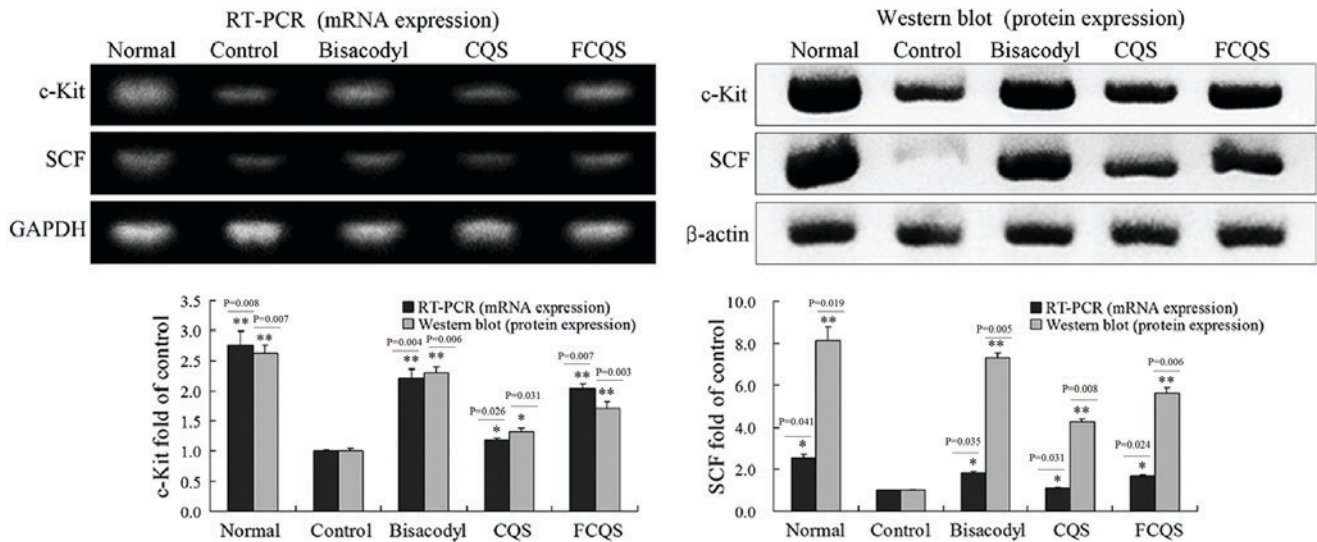 RT-PCR (mRNA expression)
Normal Control Bisacodyl CQS FCQS
c-Kit
SCF
GAPDH
Western blot (protein expression)
Normal Control Bisacodyl CQS FCQS
c-Kit
SCF
β-actin
c-Kit fold of control
3.5
3.0
2.5
2.0
1.5
1.0
0.5
0.0
RT-PCR (mRNA expression)
Western blot (protein expression)
P=0.008
**
P=0.007
**
P=0.004
**
P=0.006
**
P=0.026
*
P=0.031
*
P=0.007
**
P=0.003
**
Normal Control Bisacodyl CQS FCQS
SCF fold of control
10.0
8.0
6.0
4.0
2.0
0.0
RT-PCR (mRNA expression)
Western blot (protein expression)
P=0.041
*
P=0.019
**
P=0.035
*
P=0.005
**
P=0.031
*
P=0.008
**
P=0.024
*
P=0.006
**
Normal Control Bisacodyl CQS FCQS